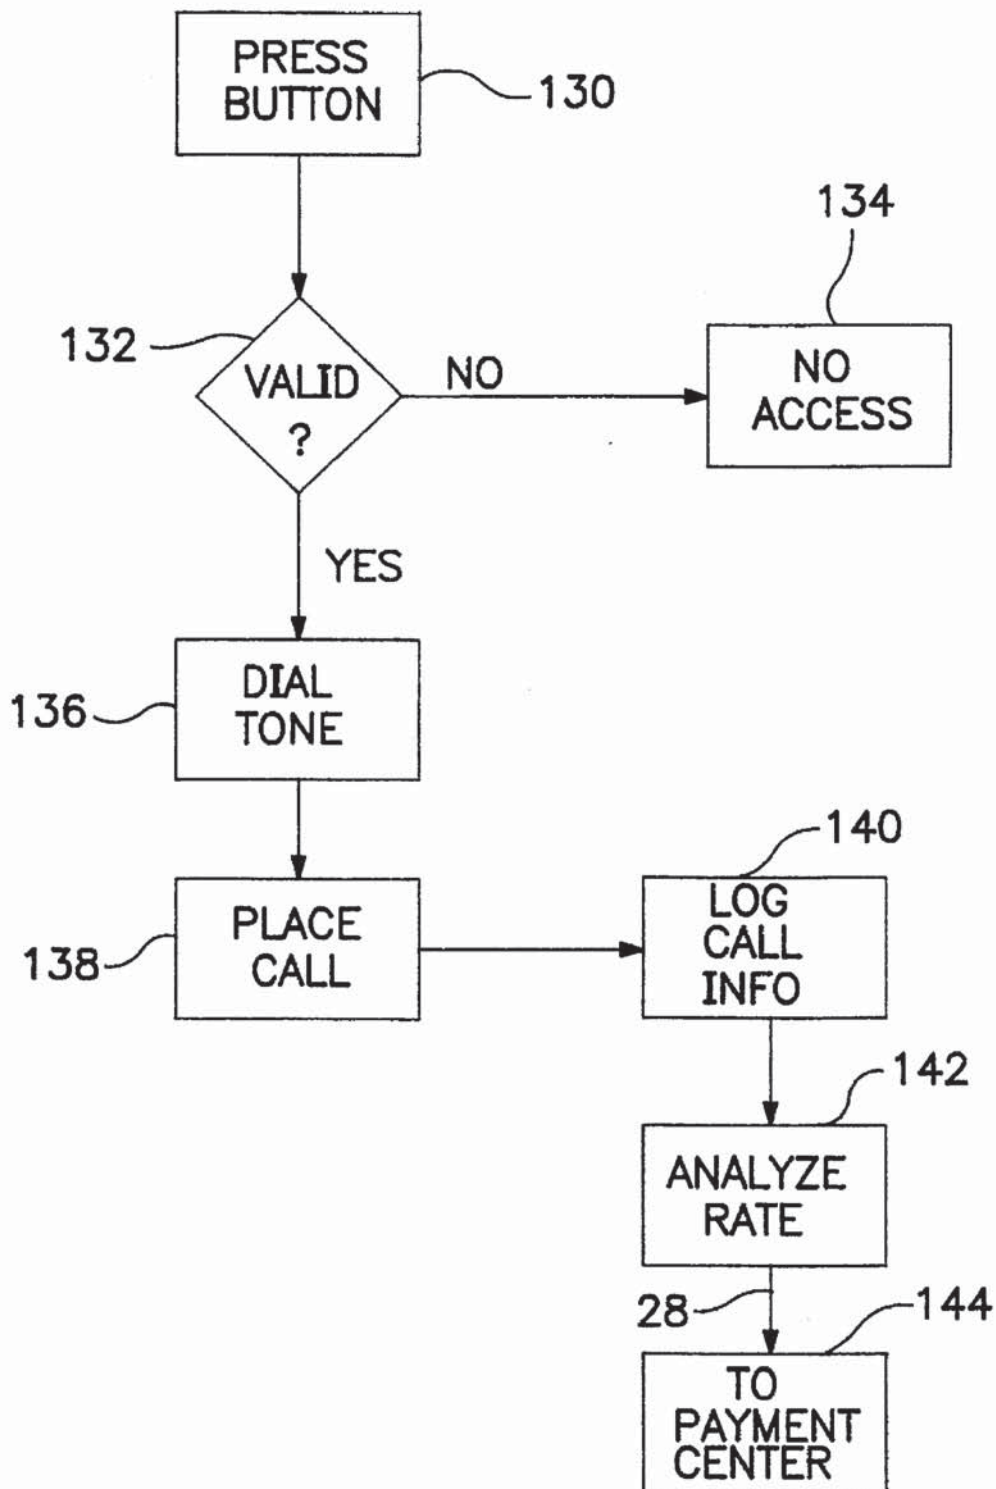 PRESS
BUTTON
130
134
132
VALID
?
NO
NO
ACCESS
YES
136
DIAL
TONE
140
138
PLACE
CALL
LOG
CALL
INFO
142
ANALYZE
RATE
28
144
TO
PAYMENT
CENTER